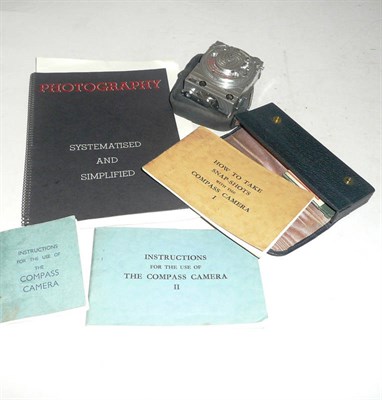 PHOTOGRAPHY
SYSTEMATISED
AND
SIMPLIFIED
HOW TO TAKE
SNAP-SHOTS
WITH THE
COMPASS CAMERA
I
INSTRUCTIONS
FOR THE USE OF
THE
COMPASS
CAMERA
INSTRUCTIONS
FOR THE USE OF
THE COMPASS CAMERA
II